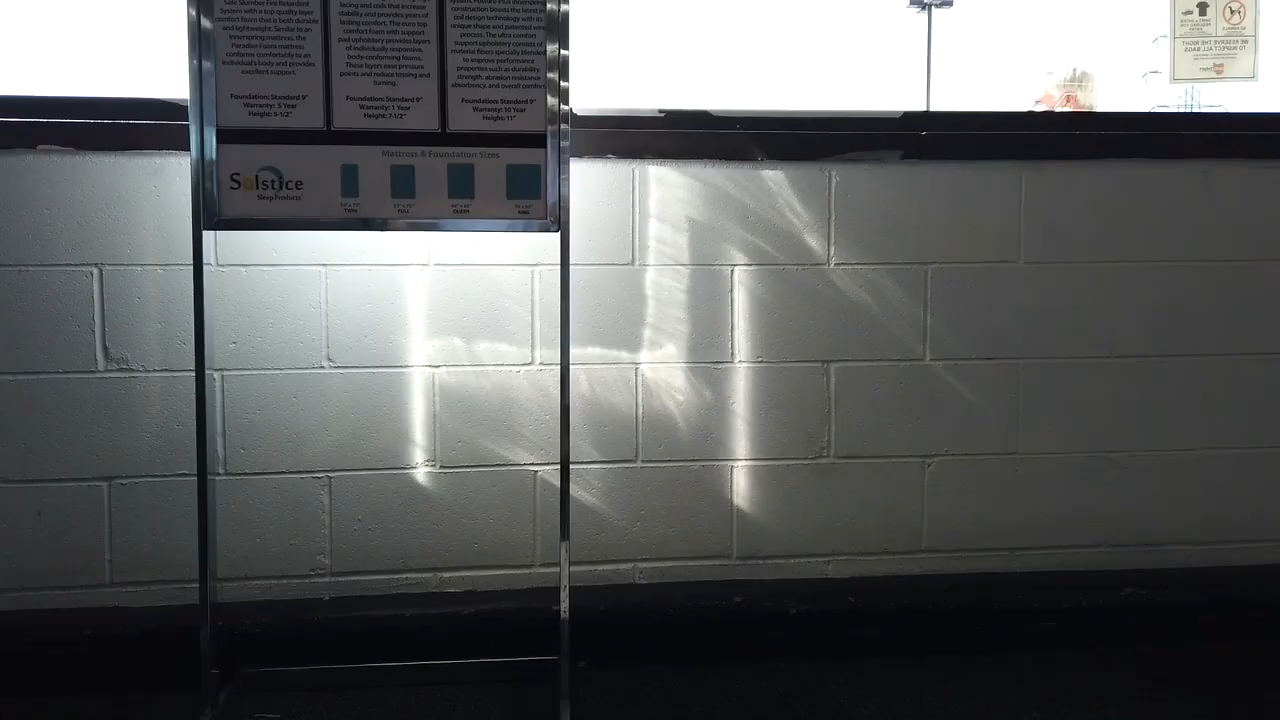 Safe Slumber Fire Retardant
System with a top quality layer
comfort foam that is both durable
and lightweight. Similar to an
innerspring mattress, the
Paradise Foam mattress
conforms comfortably to an
individual's body and provides
excellent support.
Foundation: Standard 9"
Warranty: 5 Year
Height: 5-1/2"
lacing and coils that increase
stability and provides years of
lasting comfort. The euro top
comfort foam with support
pad upholstery provides layers
of individually responsive,
body-conforming foams.
These layers ease pressure
points and reduce tossing and
turning.
Foundation: Standard 9"
Warranty: 1 Year
Height: 7-1/2"
construction boosts the latest in
coil design technology with its
unique shape and patented wire
process. The ultra comfort
support upholstery consists of
material fibers specially blended
to improve performance
properties such as durability,
strength, abrasion resistance
absorbency, and overall comfort
Foundation: Standard 9"
Warranty: 10 Year
Height: 11"
Mattress & Foundation Sizes
Solstice
Sleep Products
TWIN
FULL
QUEEN
KING
WE RESERVE THE RIGHT
TO INSPECT ALL BAGS